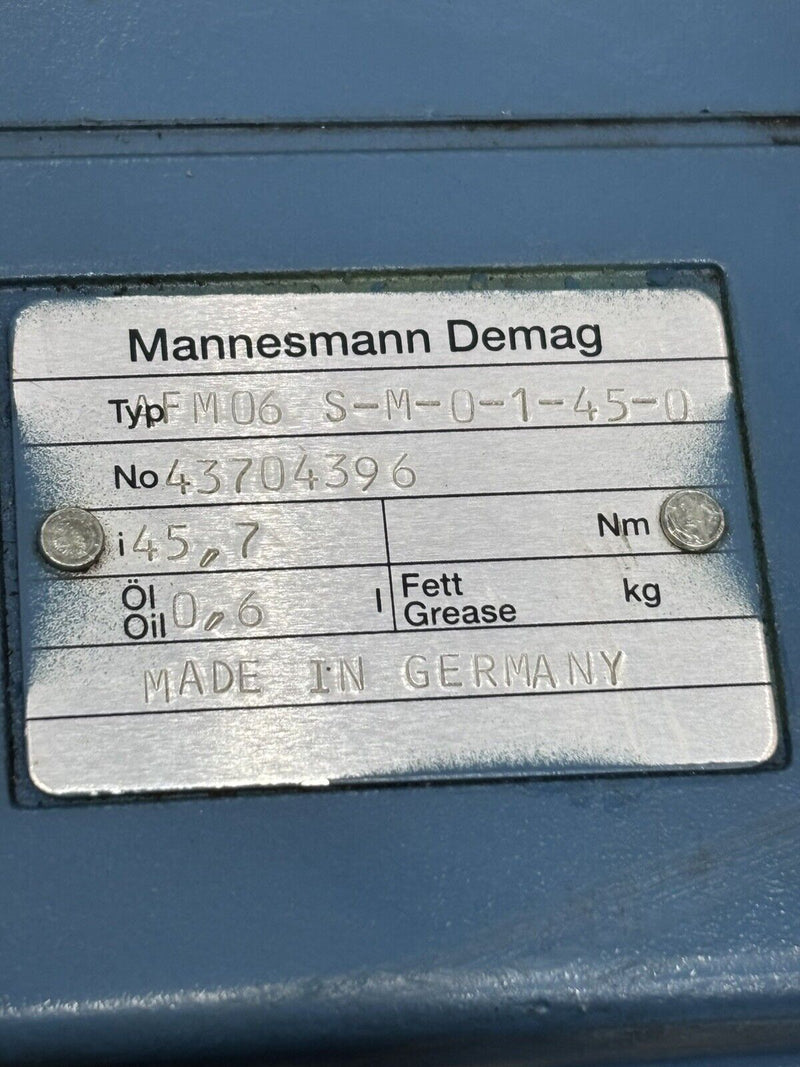 Mannesmann Demag
Typ AFM06 S-M-0-1-45-0
No 43704396
i 45,7 Nm
Öl
Oil 0,6 l Fett
Grease kg
MADE IN GERMANY